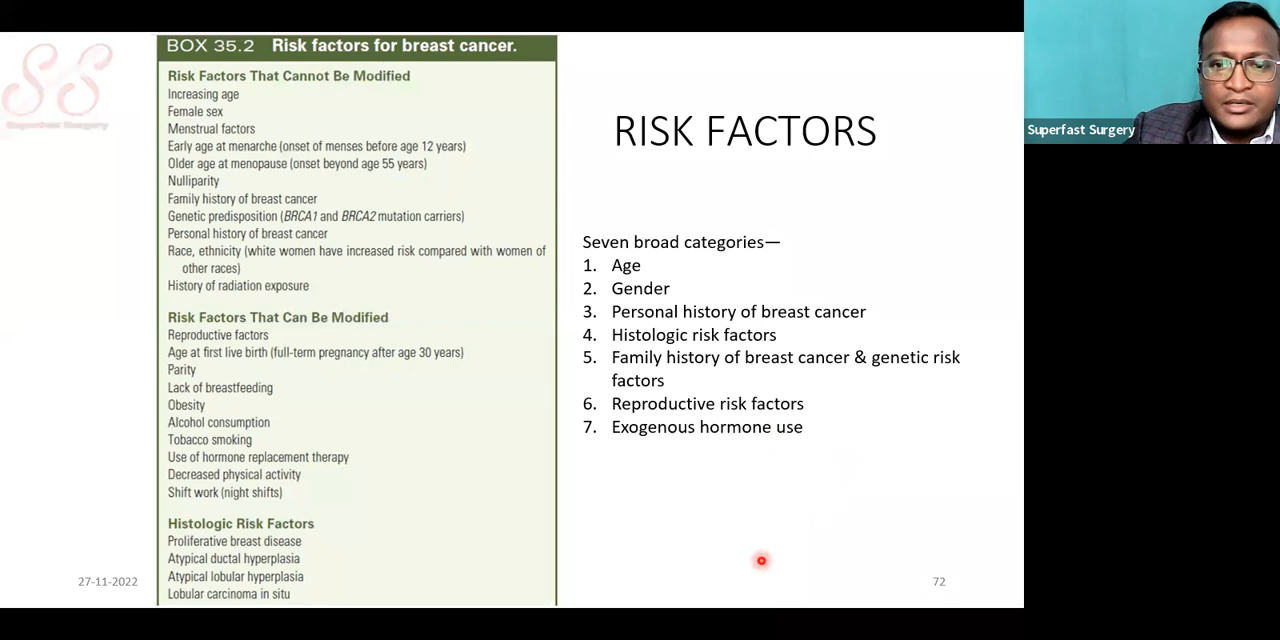 BOX 35.2 Risk factors for breast cancer.
Risk Factors That Cannot Be Modified
Increasing age
Female sex
Menstrual factors
Early age at menarche (onset of menses before age 12 years)
Older age at menopause (onset beyond age 55 years)
Nulliparity
Family history of breast cancer
Genetic predisposition (BRCA1 and BRCA2 mutation carriers)
Personal history of breast cancer
Race, ethnicity (white women have increased risk compared with women of
other races)
History of radiation exposure
Risk Factors That Can Be Modified
Reproductive factors
Age at first live birth (full-term pregnancy after age 30 years)
Parity
Lack of breastfeeding
Obesity
Alcohol consumption
Tobacco smoking
Use of hormone replacement therapy
Decreased physical activity
Shift work (night shifts)
Histologic Risk Factors
Proliferative breast disease
Atypical ductal hyperplasia
Atypical lobular hyperplasia
Lobular carcinoma in situ
RISK FACTORS
Seven broad categories—
1. Age
2. Gender
3. Personal history of breast cancer
4. Histologic risk factors
5. Family history of breast cancer & genetic risk
factors
6. Reproductive risk factors
7. Exogenous hormone use
27-11-2022
72
SS
Superfast Surgery
Superfast Surgery